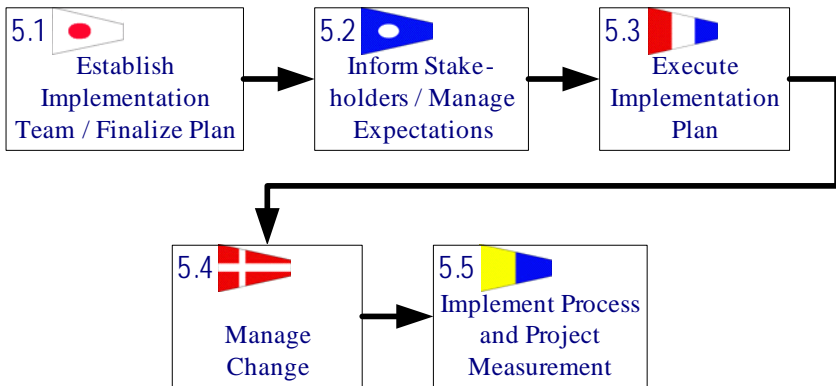 5.1
Establish
Implementation
Team / Finalize Plan
5.2
Inform Stake-
holders / Manage
Expectations
5.3
Execute
Implementation
Plan
5.4
Manage
Change
5.5
Implement Process
and Project
Measurement